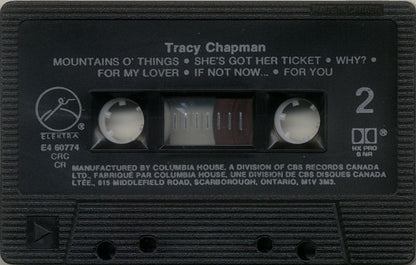 Tracy Chapman
MOUNTAINS O' THINGS • SHE'S GOT HER TICKET • WHY? •
FOR MY LOVER • IF NOT NOW... • FOR YOU
2
ELEKTRA
®
E4 60774
CRC
CR
HX PRO
B NR
MANUFACTURED BY COLUMBIA HOUSE, A DIVISION OF CBS RECORDS CANADA
LTD., FABRIQUÉ PAR COLUMBIA HOUSE, UNE DIVISION DE CBS DISQUES CANADA
LTÉE., 815 MIDDLEFIELD ROAD, SCARBOROUGH, ONTARIO, M1V 3M3.